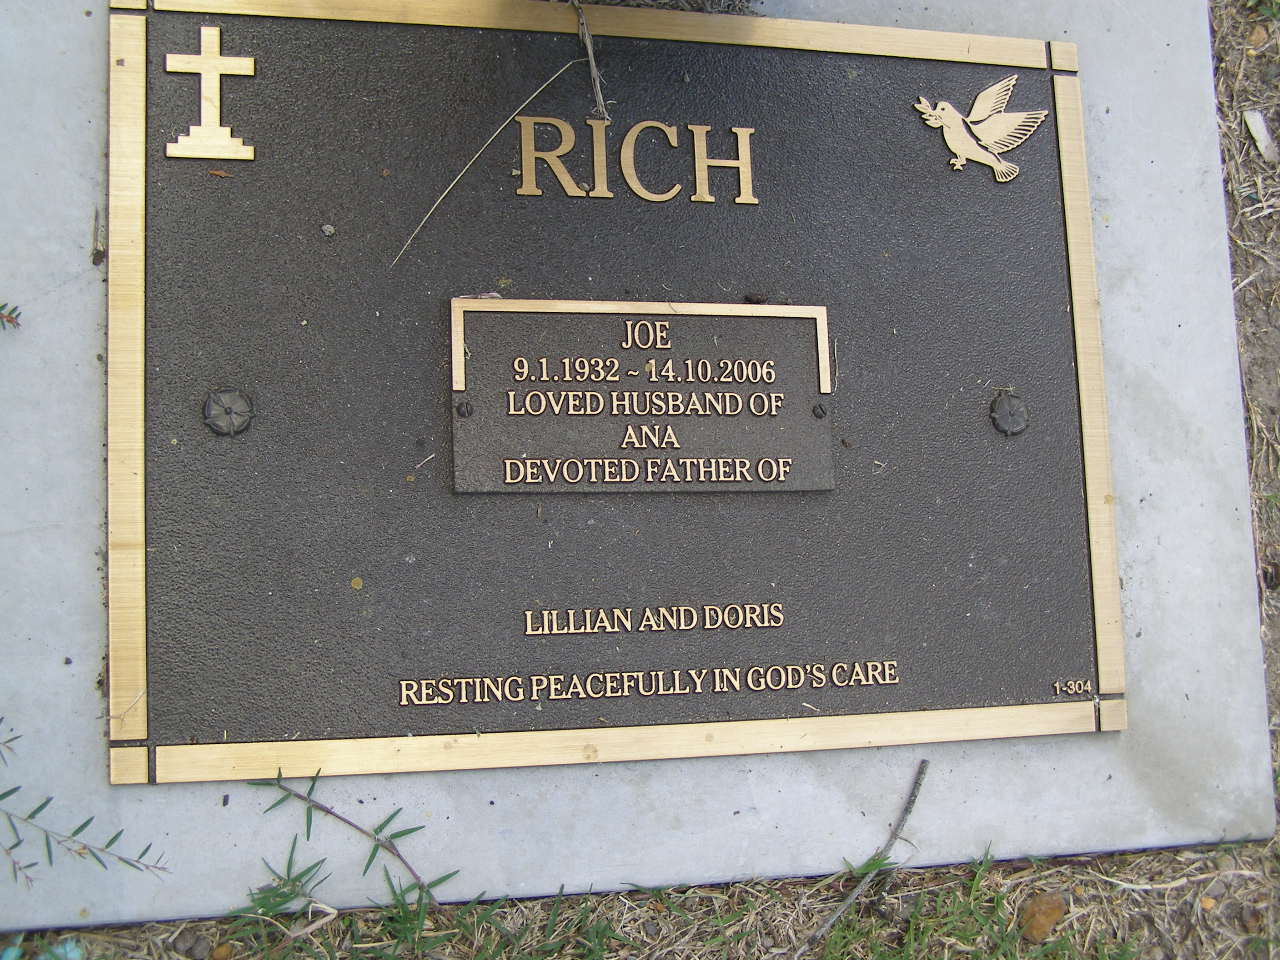 RICH
JOE
9.1.1932 ~ 14.10.2006
LOVED HUSBAND OF
ANA
DEVOTED FATHER OF
LILLIAN AND DORIS
RESTING PEACEFULLY IN GOD'S CARE
1-304